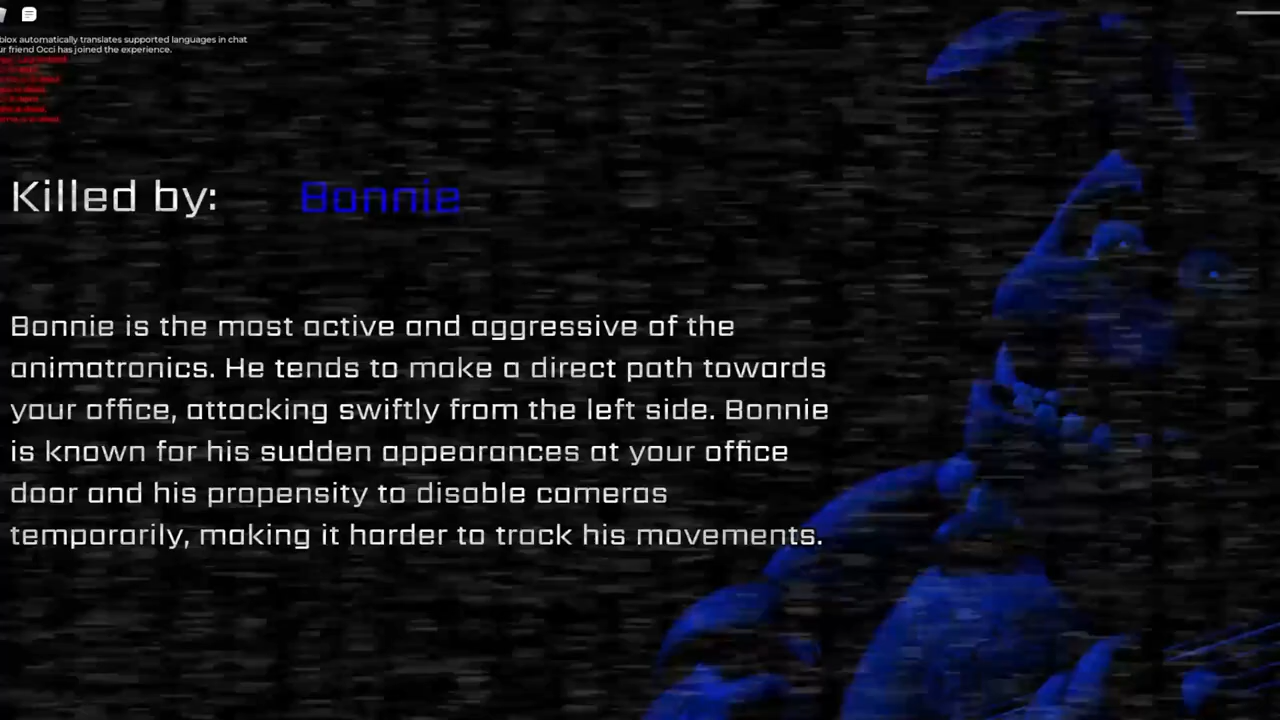 blox automatically translates supported languages in chat
ur friend Occi has joined the experience.
Killed by: Bonnie
Bonnie is the most active and aggressive of the
animatronics. He tends to make a direct path towards
your office, attacking swiftly from the left side. Bonnie
is known for his sudden appearances at your office
door and his propensity to disable cameras
temporarily, making it harder to track his movements.